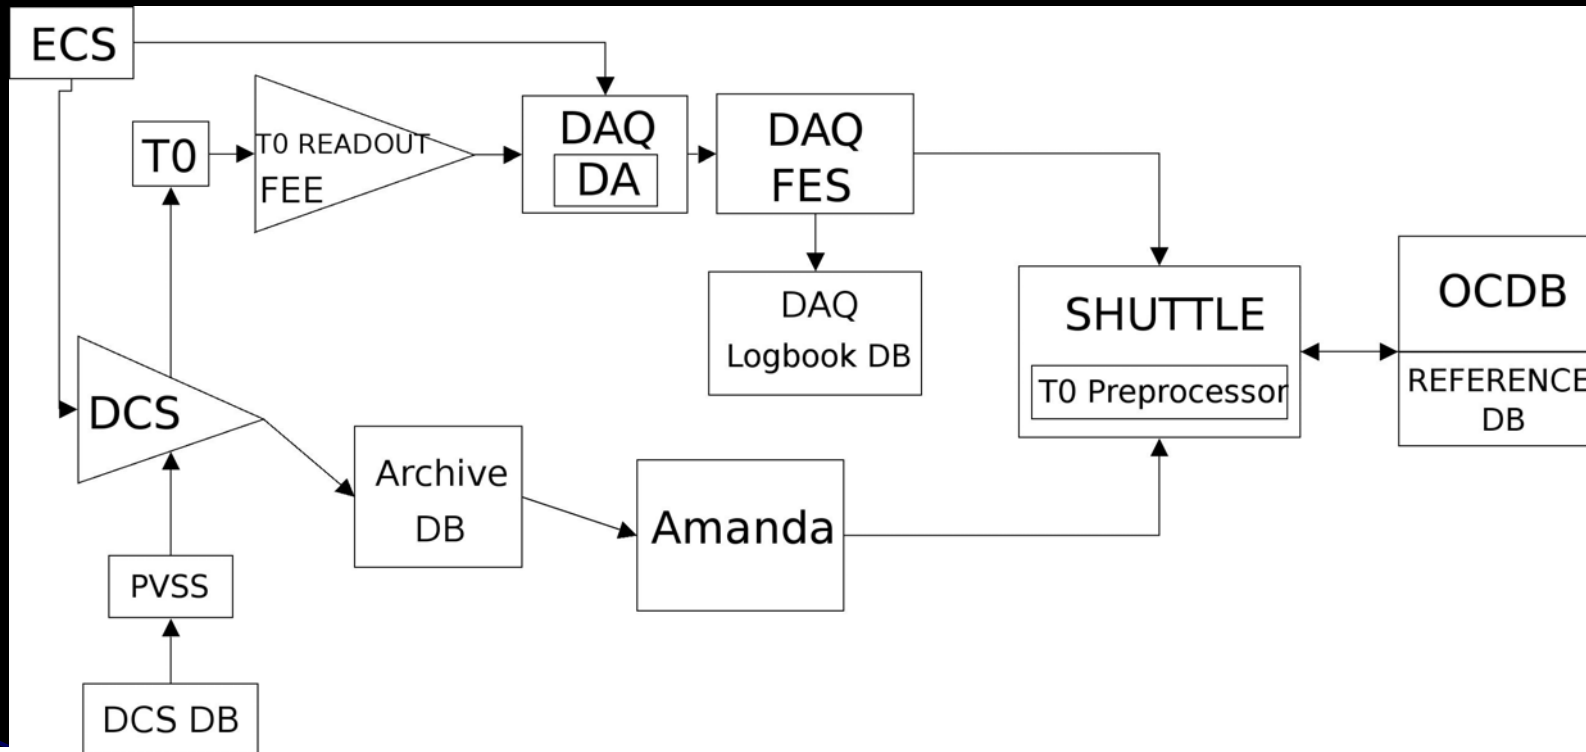 ECS
T0
T0 READOUT
FEE
DAQ
DA
DAQ
FES
DAQ
Logbook DB
SHUTTLE
T0 Preprocessor
OCDB
REFERENCE
DB
DCS
Archive
DB
Amanda
PVSS
DCS DB